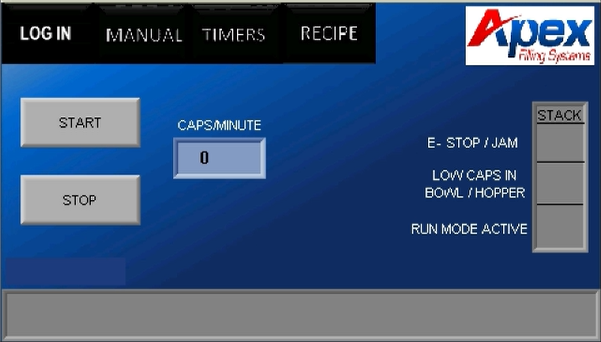 LOG IN
MANUAL
TIMERS
RECIPE
Apex
Filling Systems
START
CAPS/MINUTE
0
STOP
STACK
E- STOP / JAM
LOW CAPS IN
BOWL / HOPPER
RUN MODE ACTIVE